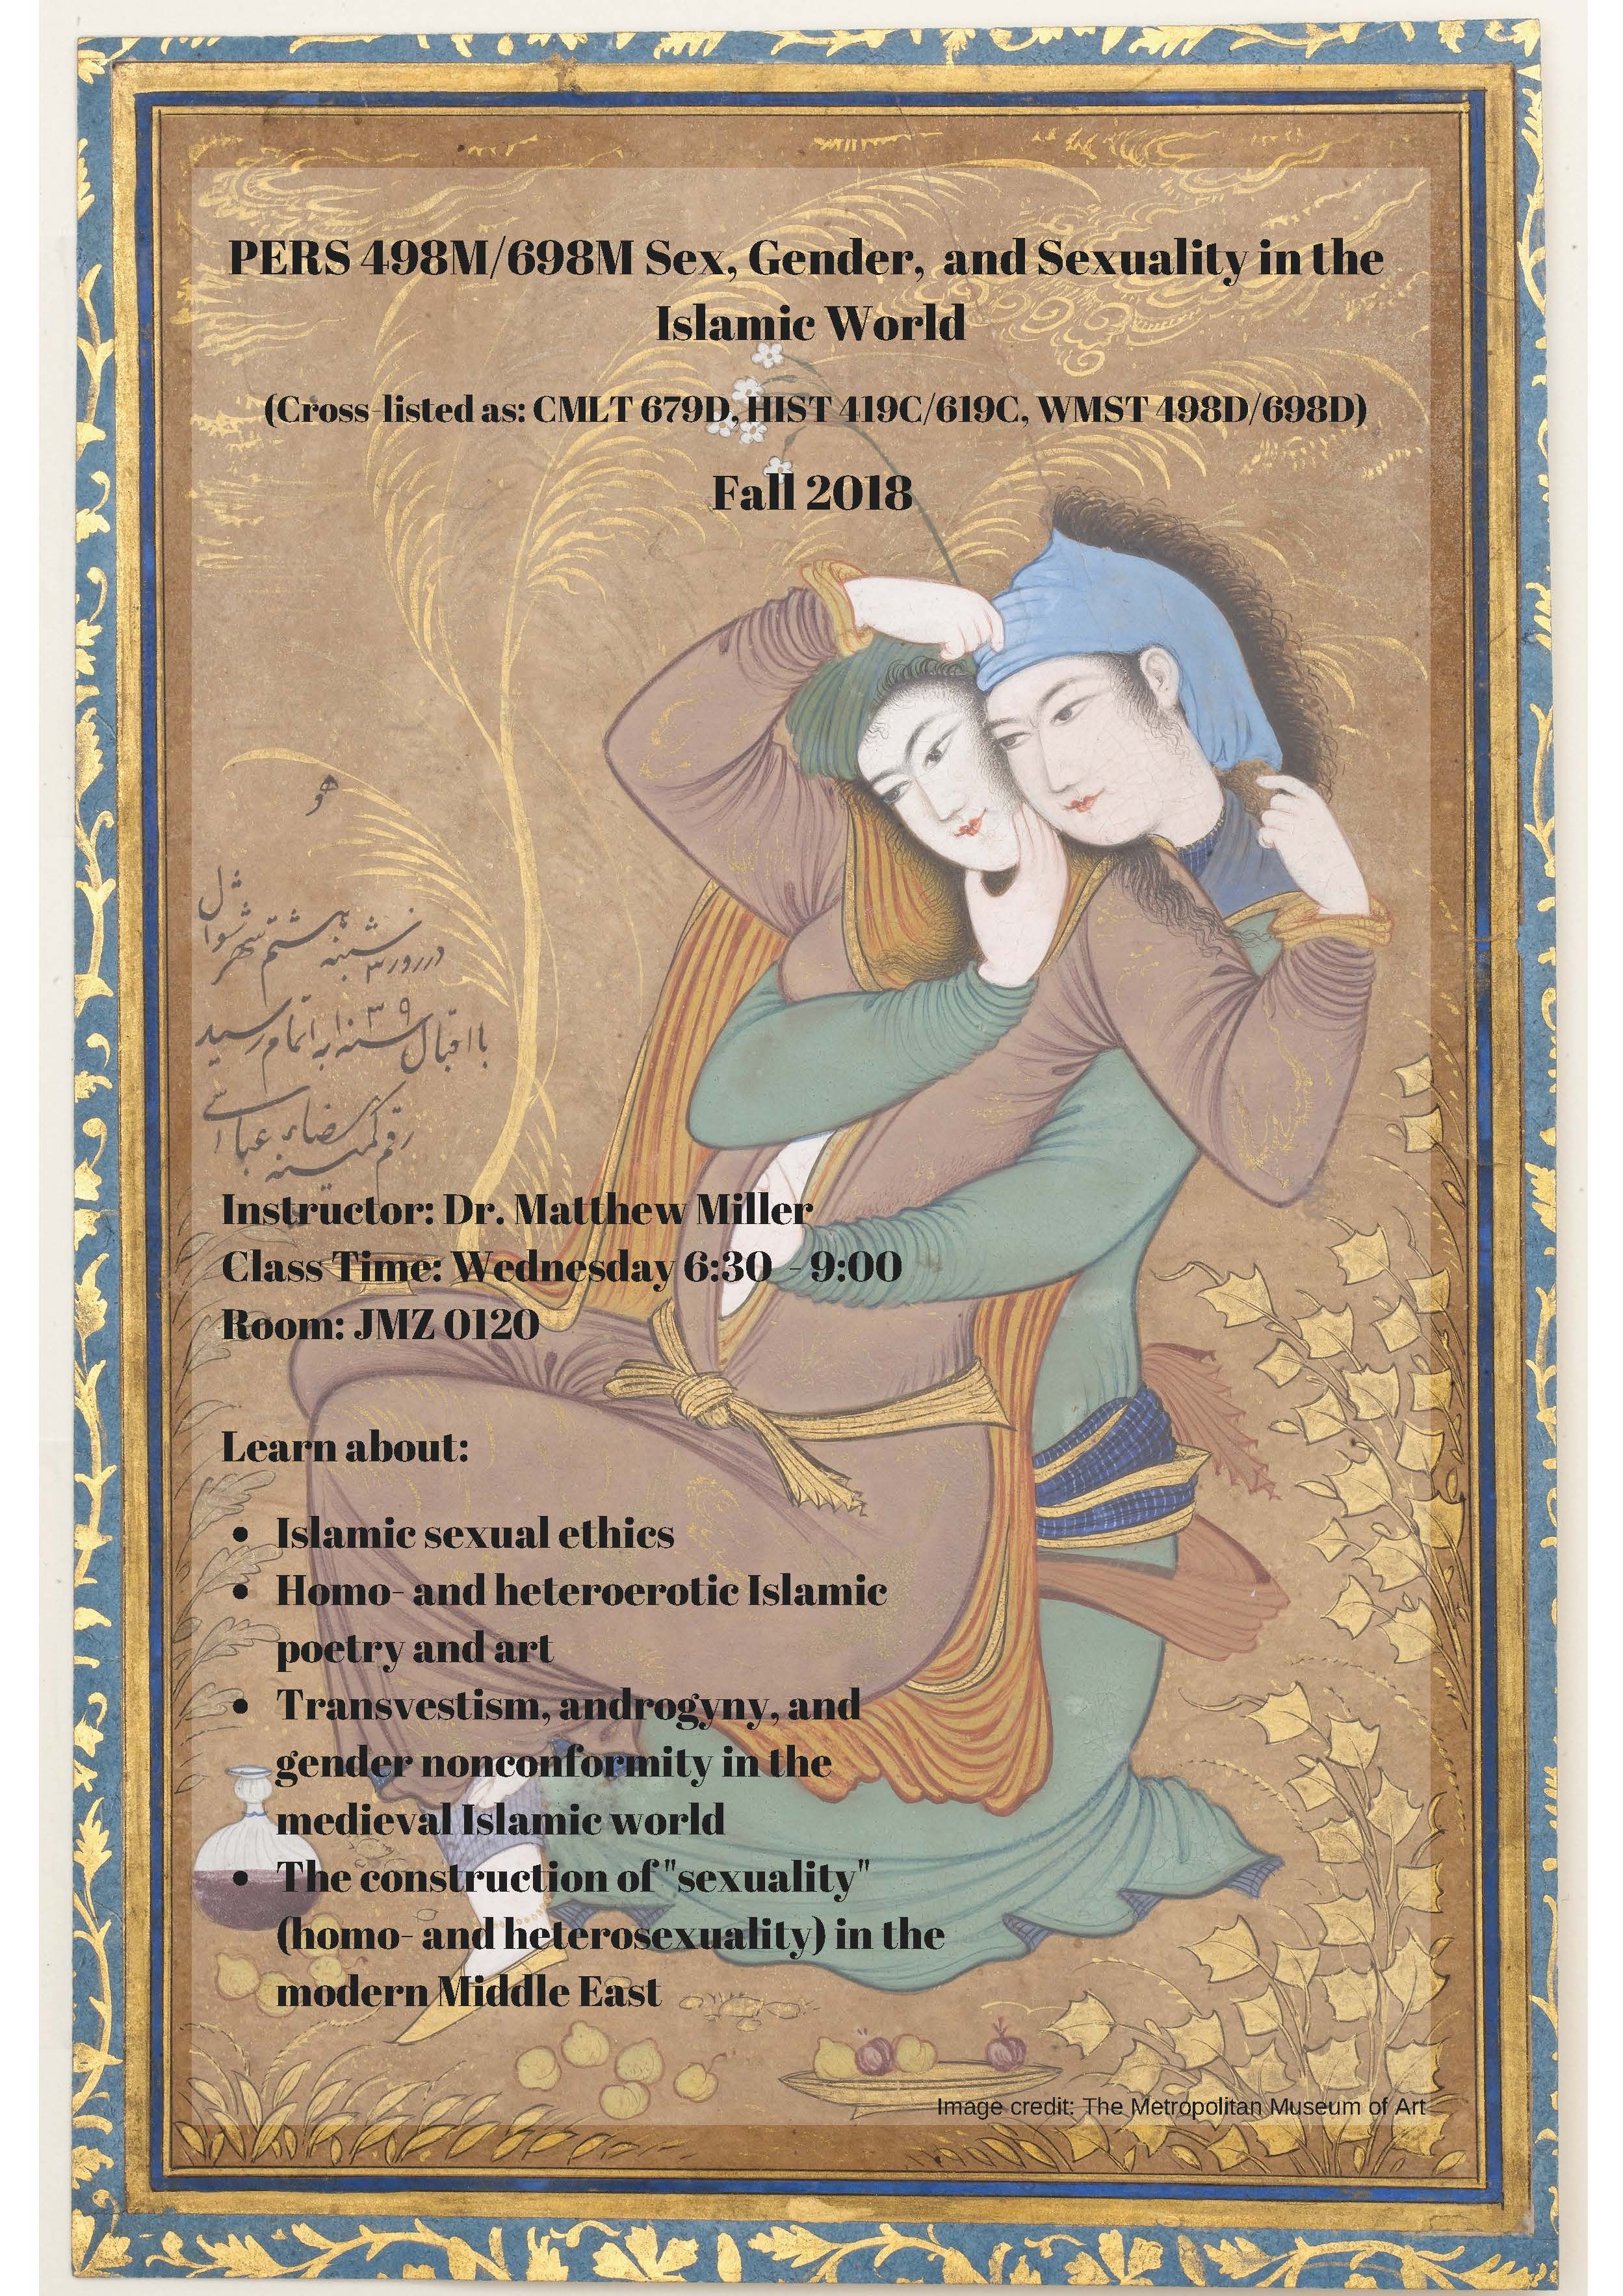 PERS 498M/698M Sex, Gender, and Sexuality in the
Islamic World
(Cross-listed as: CMLT 679D, HIST 419C/619C, WMST 498D/698D)
Fall 2018
هو
در روز ۳ شنبه هشتم شهر شوال
با اقبال سنه ۱۰۳۹ به اتمام رسید
رقم کمینه رضاء عباسی
Instructor: Dr. Matthew Miller
Class Time: Wednesday 6:30 - 9:00
Room: JMZ 0120
Learn about:
• Islamic sexual ethics
• Homo- and heteroerotic Islamic
poetry and art
• Transvestism, androgyny, and
gender nonconformity in the
medieval Islamic world
• The construction of "sexuality"
(homo- and heterosexuality) in the
modern Middle East
Image credit: The Metropolitan Museum of Art